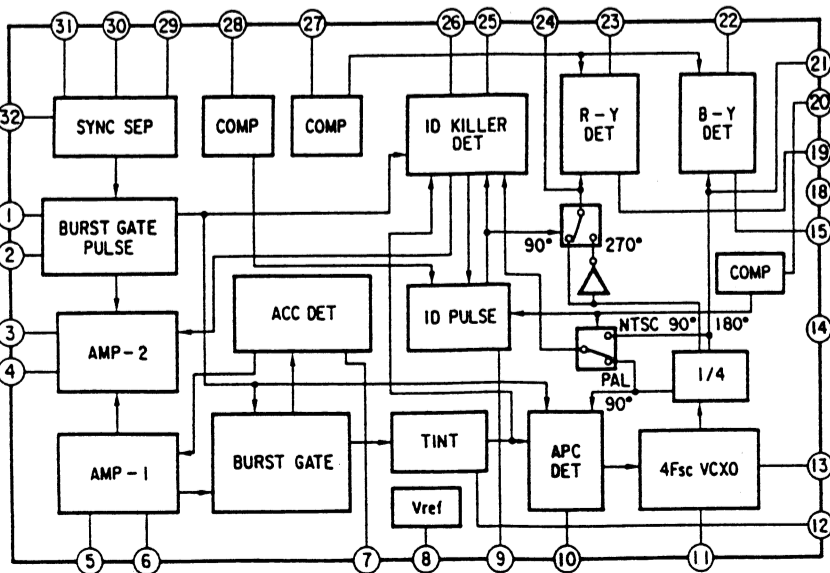 31 30 29 28 27 26 25 24 23 22
21
20
32
SYNC SEP
COMP
COMP
ID KILLER
DET
R-Y
DET
B-Y
DET
19
18
1
BURST GATE
PULSE
15
2
90°
270°
COMP
ACC DET
ID PULSE
3
AMP-2
NTSC 90°
180°
14
4
PAL
90°
1/4
AMP-1
BURST GATE
TINT
APC
DET
4Fsc VCXO
13
Vref
12
5 6 7 8 9 10 11